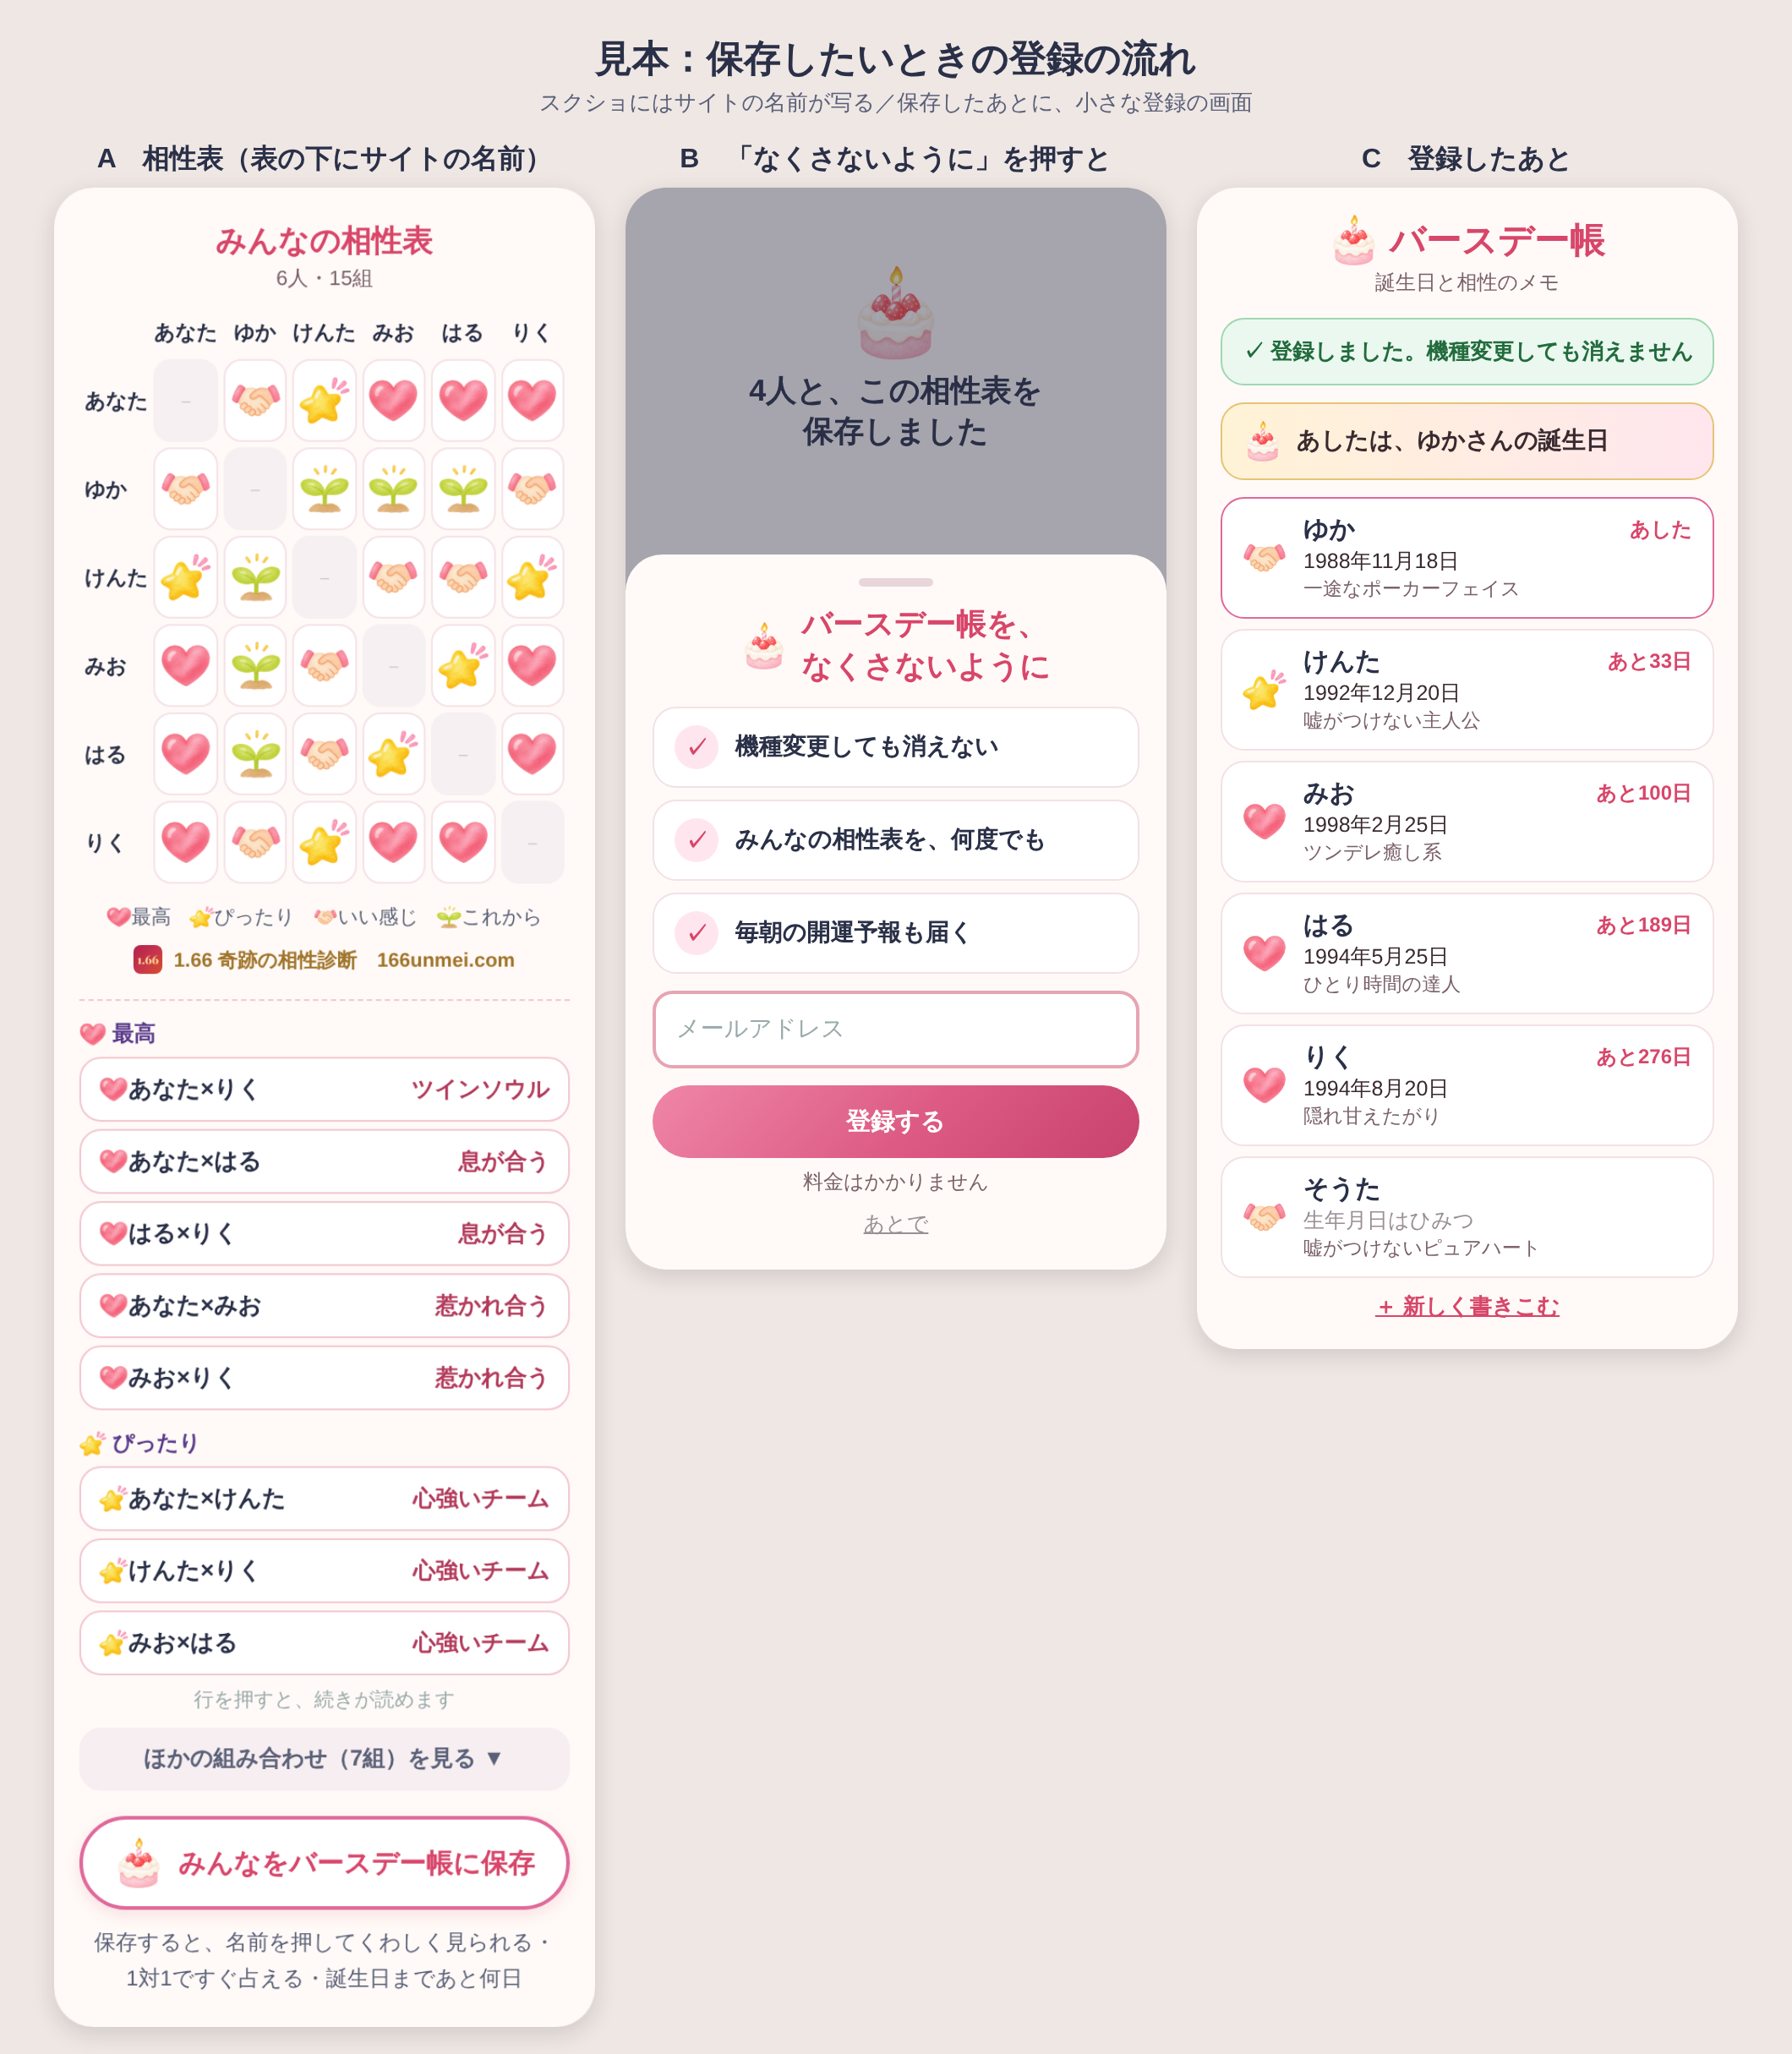 見本：保存したいときの登録の流れ
スクショにはサイトの名前が写る／保存したあとに、小さな登録の画面
A　相性表（表の下にサイトの名前）
みんなの相性表
6人・15組
あなた ゆか けんた みお はる りく
あなた –
ゆか –
けんた –
みお –
はる –
りく –
最高 ぴったり いい感じ これから
1.66 1.66 奇跡の相性診断　166unmei.com
最高
あなた×りく ツインソウル
あなた×はる 息が合う
はる×りく 息が合う
あなた×みお 惹かれ合う
みお×りく 惹かれ合う
ぴったり
あなた×けんた 心強いチーム
けんた×りく 心強いチーム
みお×はる 心強いチーム
行を押すと、続きが読めます
ほかの組み合わせ（7組）を見る ▼
みんなをバースデー帳に保存
保存すると、名前を押してくわしく見られる・
1対1ですぐ占える・誕生日まであと何日
B　「なくさないように」を押すと
4人と、この相性表を
保存しました
バースデー帳を、
なくさないように
✓ 機種変更しても消えない
✓ みんなの相性表を、何度でも
✓ 毎朝の開運予報も届く
メールアドレス
登録する
料金はかかりません
あとで
C　登録したあと
バースデー帳
誕生日と相性のメモ
✓ 登録しました。機種変更しても消えません
あしたは、ゆかさんの誕生日
ゆか あした
1988年11月18日
一途なポーカーフェイス
けんた あと33日
1992年12月20日
嘘がつけない主人公
みお あと100日
1998年2月25日
ツンデレ癒し系
はる あと189日
1994年5月25日
ひとり時間の達人
りく あと276日
1994年8月20日
隠れ甘えたがり
そうた
生年月日はひみつ
嘘がつけないピュアハート
＋ 新しく書きこむ